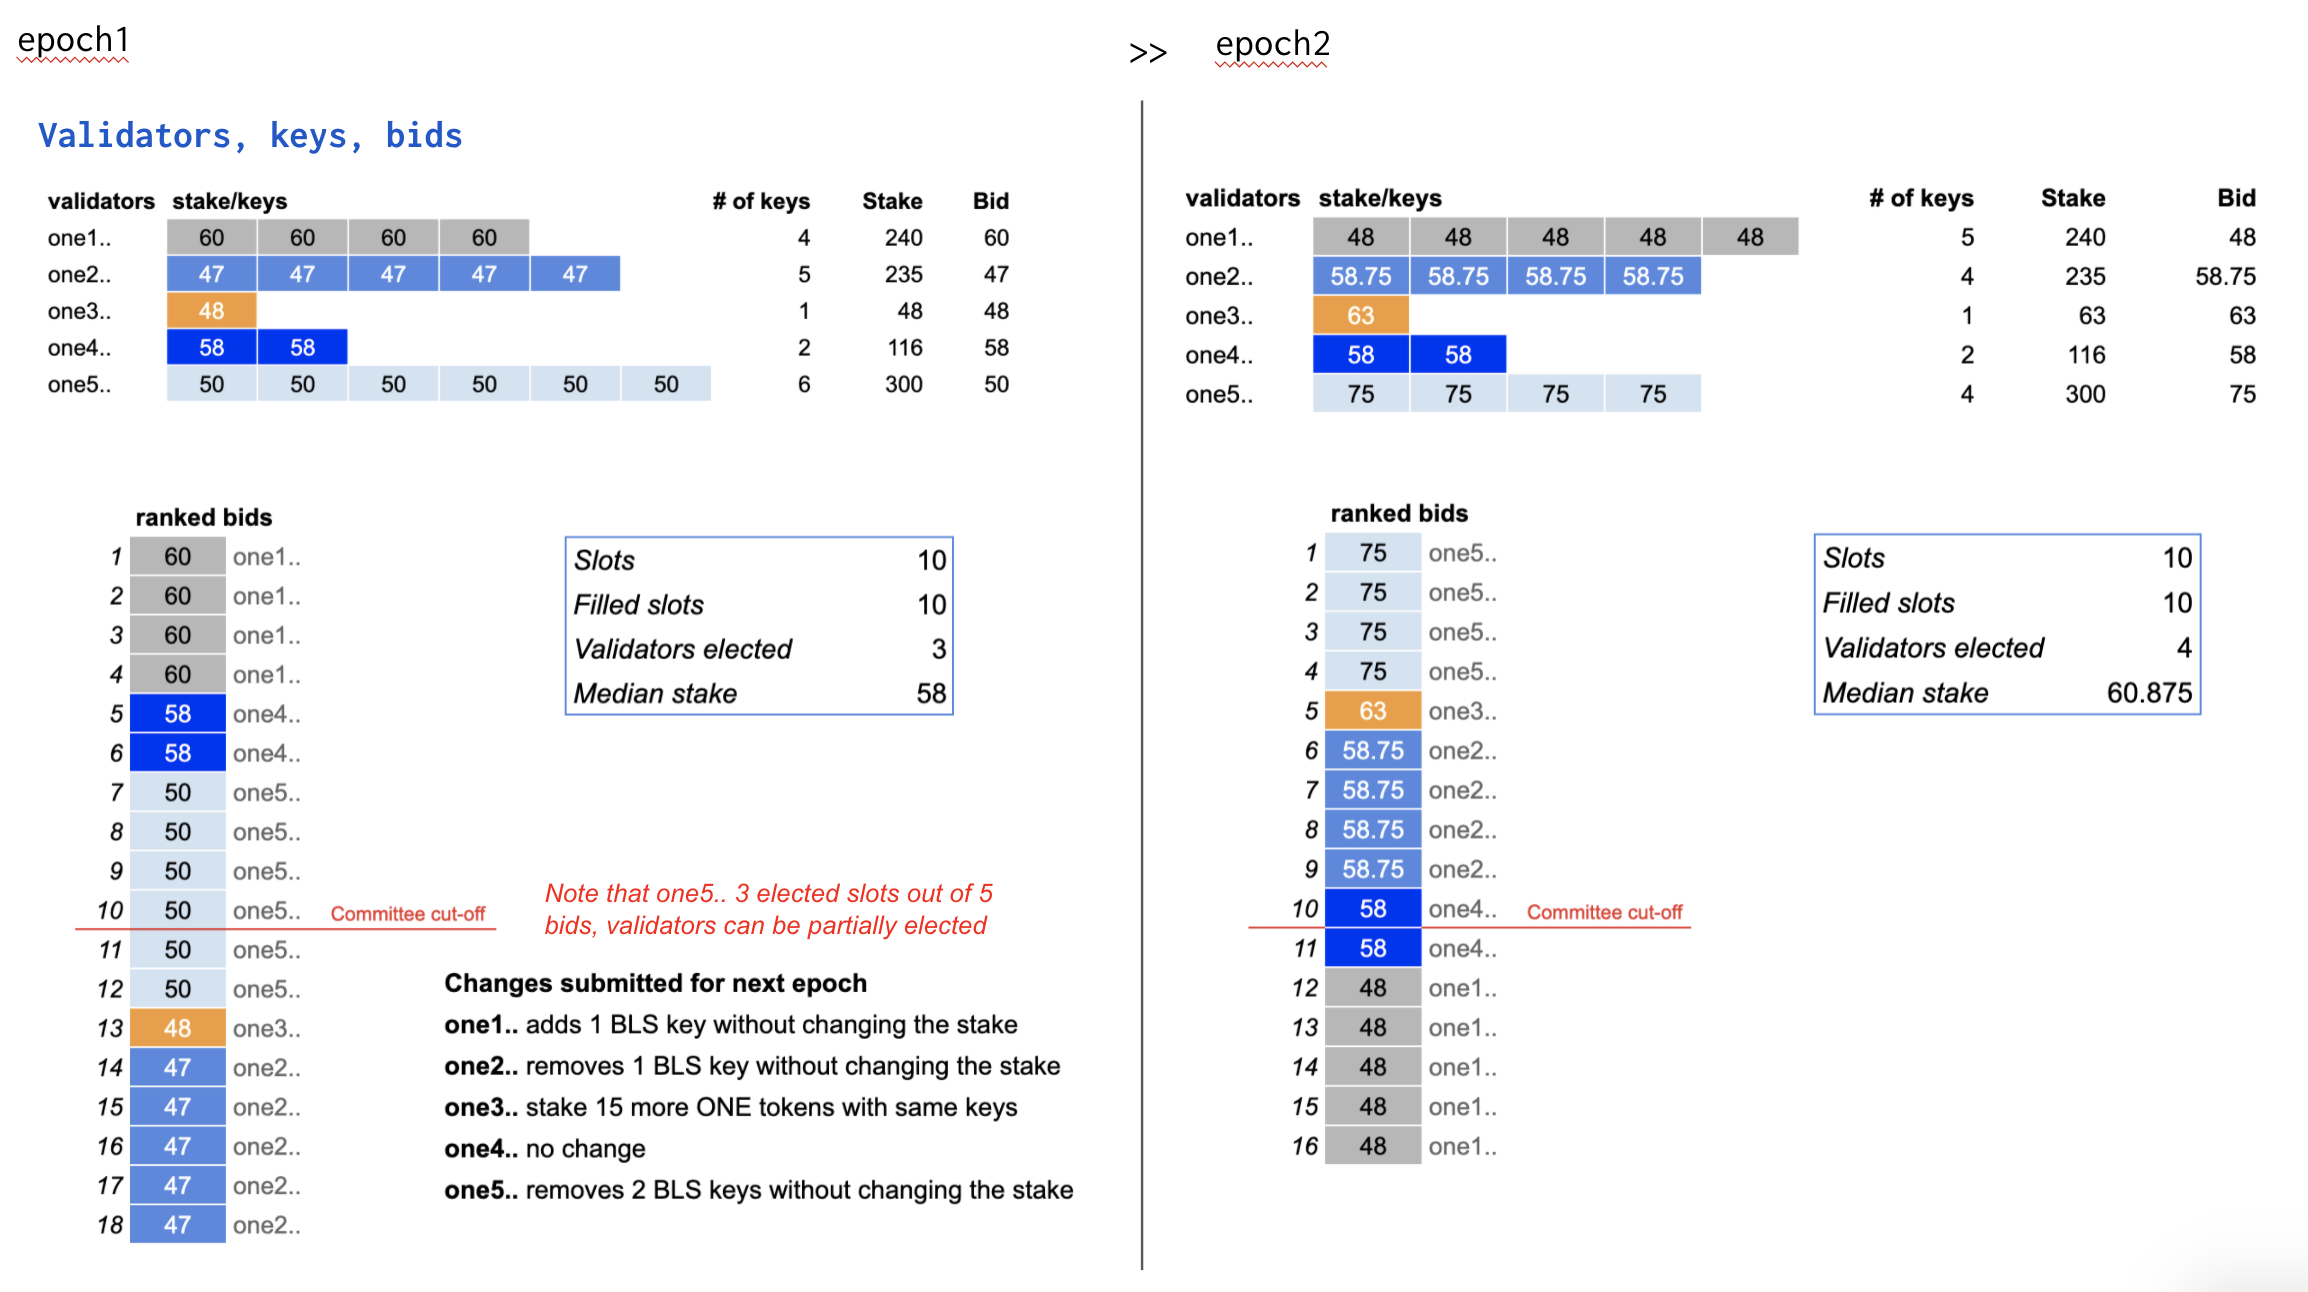 epoch1
>> epoch2
Validators, keys, bids
validators stake/keys # of keys Stake Bid
one1.. 60 60 60 60 4 240 60
one2.. 47 47 47 47 47 5 235 47
one3.. 48 1 48 48
one4.. 58 58 2 116 58
one5.. 50 50 50 50 50 50 6 300 50
ranked bids
1 60 one1..
2 60 one1..
3 60 one1..
4 60 one1..
5 58 one4..
6 58 one4..
7 50 one5..
8 50 one5..
9 50 one5..
10 50 one5.. Committee cut-off
11 50 one5..
12 50 one5..
13 48 one3..
14 47 one2..
15 47 one2..
16 47 one2..
17 47 one2..
18 47 one2..
Slots 10
Filled slots 10
Validators elected 3
Median stake 58
Note that one5.. 3 elected slots out of 5
bids, validators can be partially elected
Changes submitted for next epoch
one1.. adds 1 BLS key without changing the stake
one2.. removes 1 BLS key without changing the stake
one3.. stake 15 more ONE tokens with same keys
one4.. no change
one5.. removes 2 BLS keys without changing the stake
validators stake/keys # of keys Stake Bid
one1.. 48 48 48 48 48 5 240 48
one2.. 58.75 58.75 58.75 58.75 4 235 58.75
one3.. 63 1 63 63
one4.. 58 58 2 116 58
one5.. 75 75 75 75 4 300 75
ranked bids
1 75 one5..
2 75 one5..
3 75 one5..
4 75 one5..
5 63 one3..
6 58.75 one2..
7 58.75 one2..
8 58.75 one2..
9 58.75 one2..
10 58 one4.. Committee cut-off
11 58 one4..
12 48 one1..
13 48 one1..
14 48 one1..
15 48 one1..
16 48 one1..
Slots 10
Filled slots 10
Validators elected 4
Median stake 60.875